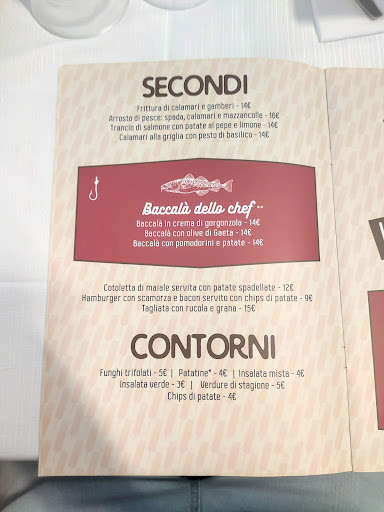 SECONDI
Frittura di calamari e gamberi - 14€
Arrosto di pesce: spada, calamari e mazzancolle - 16€
Trancio di salmone con patate al pepe e limone - 14€
Calamari alla griglia con pesto di basilico - 14€
Baccalà dello chef**
Baccalà in crema di gorgonzola - 14€
Baccalà con olive di Gaeta - 14€
Baccalà con pomodorini e patate - 14€
Cotoletta di maiale servita con patate spadellate - 12€
Hamburger con scamorza e bacon servito con chips di patate - 9€
Tagliata con rucola e grana - 15€
CONTORNI
Funghi trifolati - 5€ | Patatine* - 4€ | Insalata mista - 4€
Insalata verde - 3€ | Verdure di stagione - 5€
Chips di patate - 4€